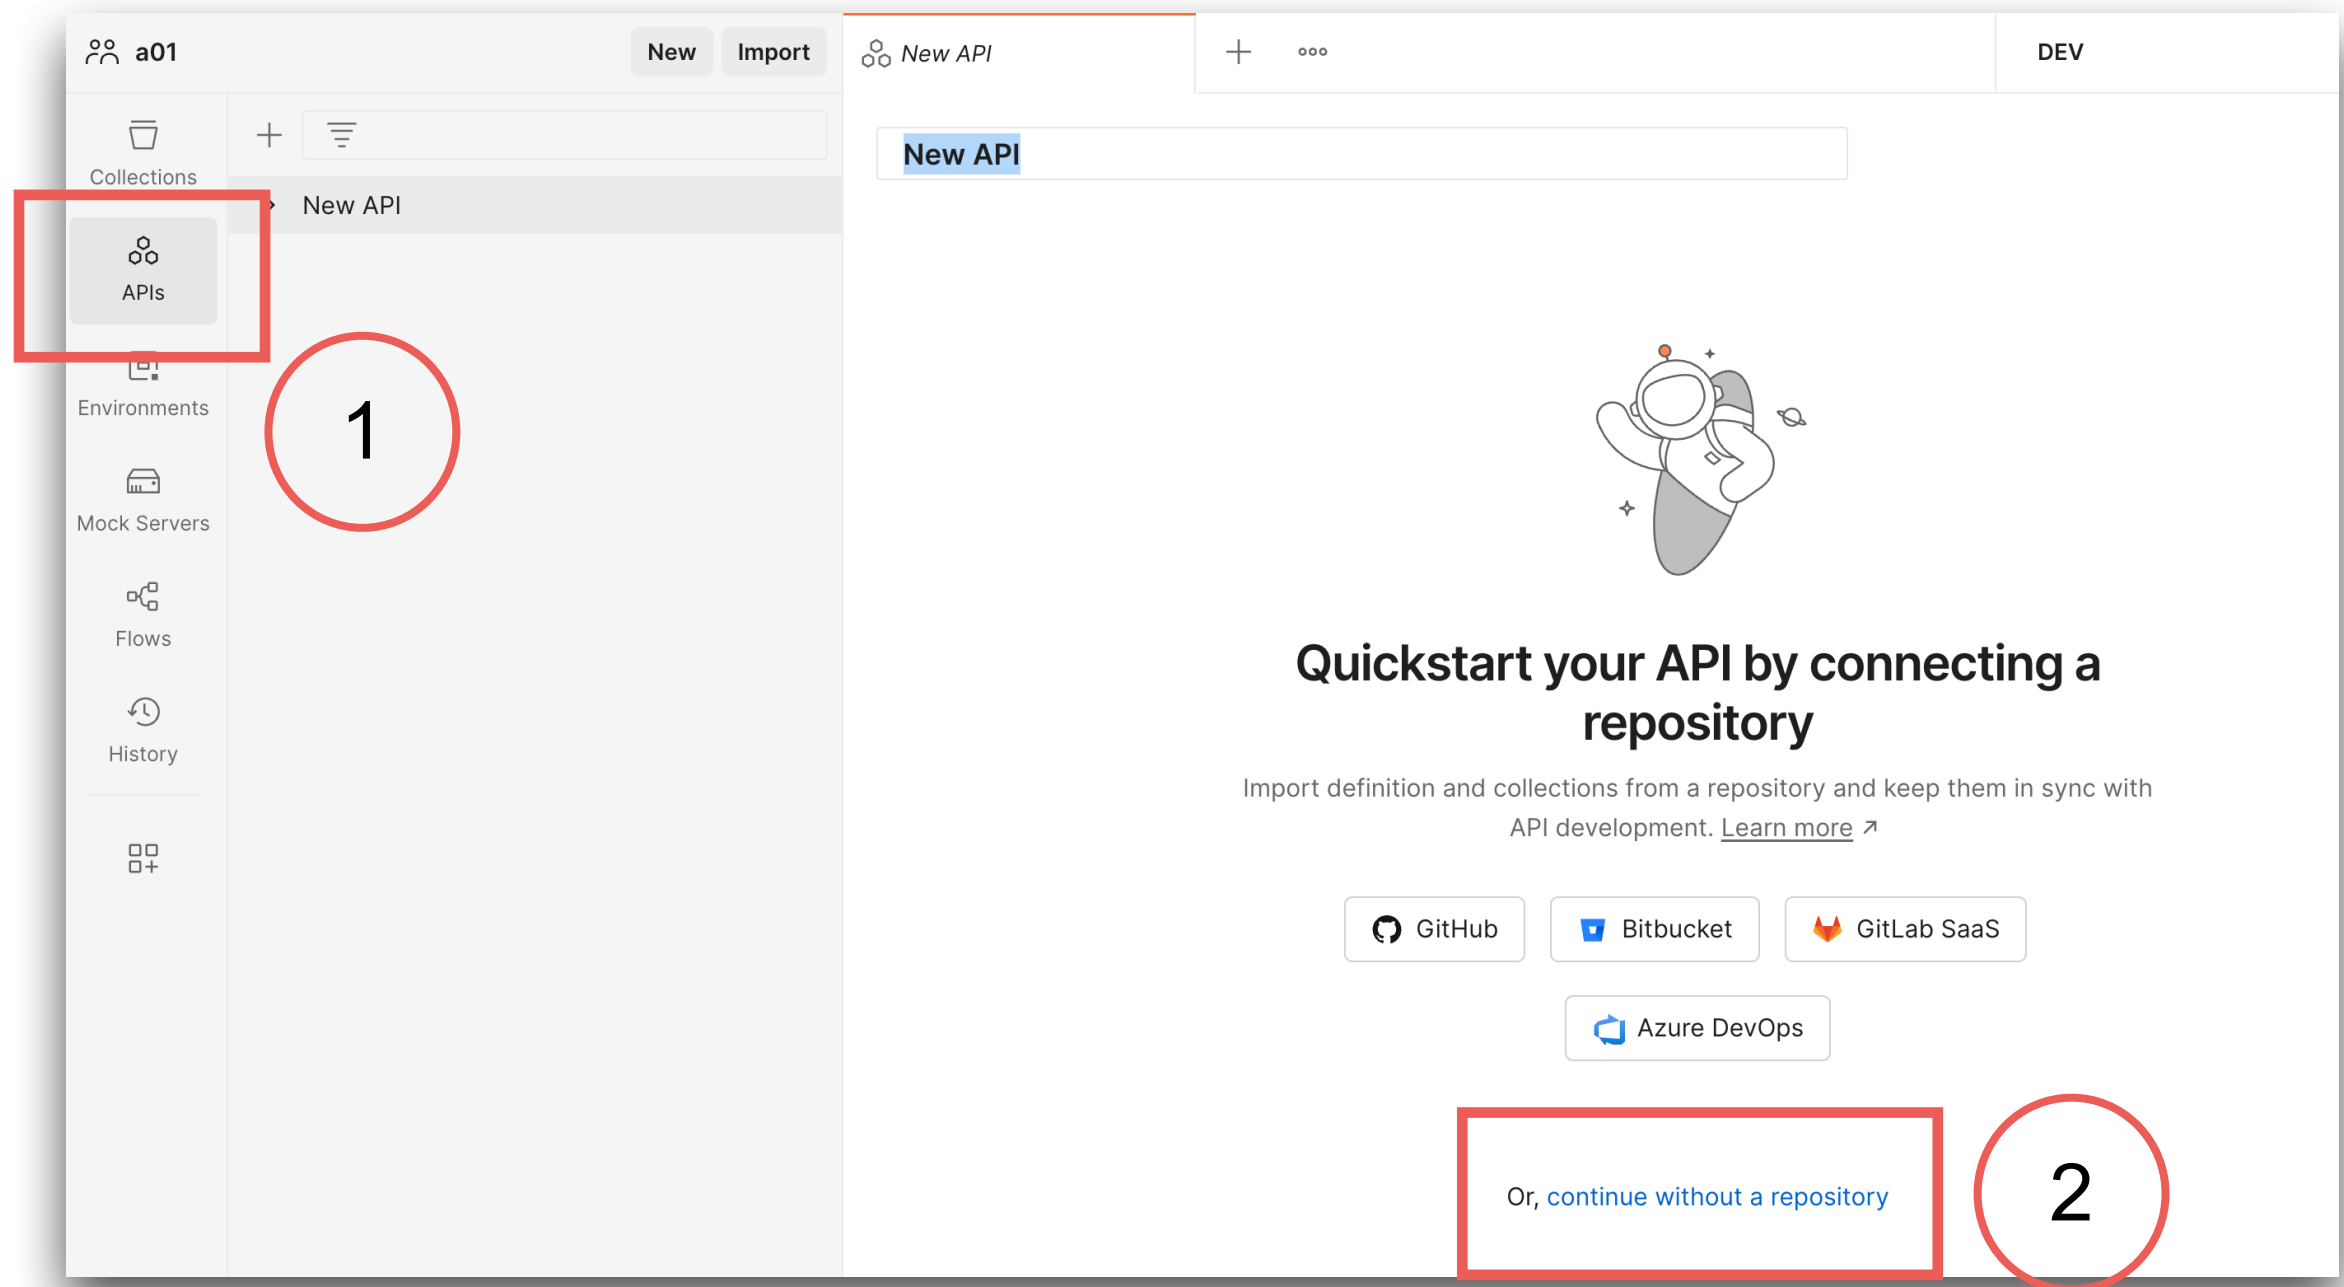 a01
New
Import
New API
DEV
Collections
APIs
Environments
Mock Servers
Flows
History
New API
1
New API
Quickstart your API by connecting a
repository
Import definition and collections from a repository and keep them in sync with
API development. Learn more
GitHub
Bitbucket
GitLab SaaS
Azure DevOps
Or, continue without a repository
2